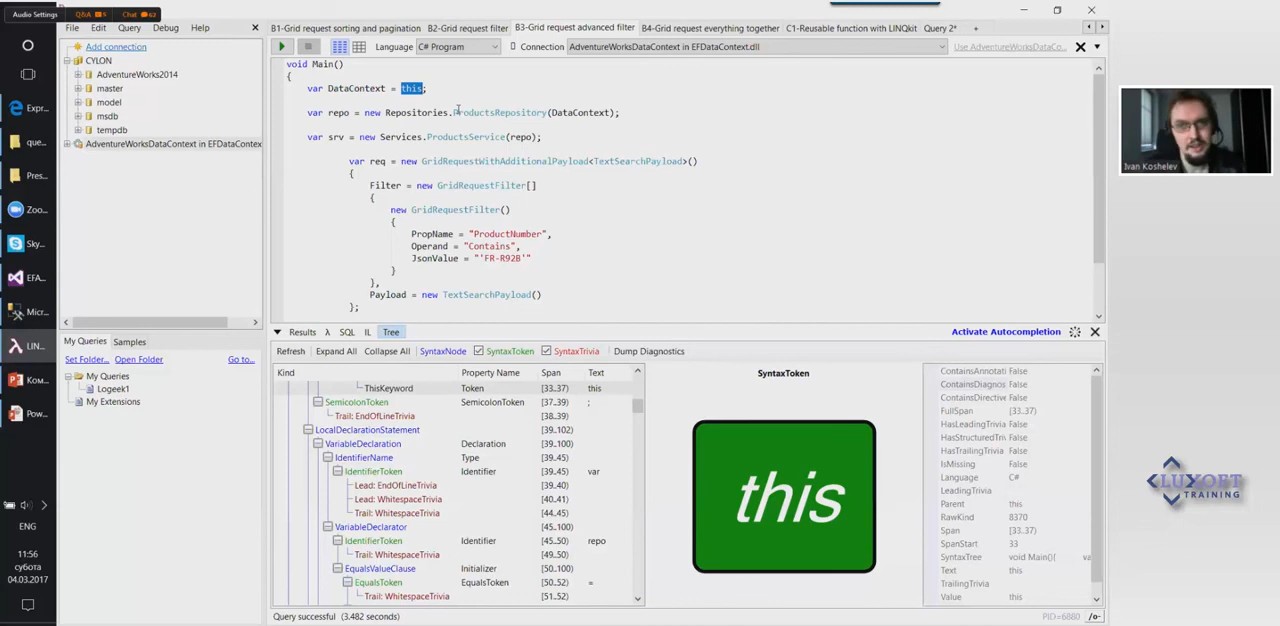 Audio Settings
Q&A 5
Chat 62
File Edit Query Debug Help
B1-Grid request sorting and pagination
B2-Grid request filter
B3-Grid request advanced filter
B4-Grid request everything together
C1-Reusable function with LINQkit
Query 2*
Add connection
CYLON
AdventureWorks2014
master
model
msdb
tempdb
AdventureWorksDataContext in EFDataContex
Language
C# Program
Connection
AdventureWorksDataContext in EFDataContext.dll
Use AdventureWorksDataCo...
void Main()
{
var DataContext = this;
var repo = new Repositories.ProductsRepository(DataContext);
var srv = new Services.ProductsService(repo);
var req = new GridRequestWithAdditionalPayload<TextSearchPayload>()
{
Filter = new GridRequestFilter[]
{
new GridRequestFilter()
{
PropName = "ProductNumber",
Operand = "Contains",
JsonValue = "'FR-R92B'"
}
},
Payload = new TextSearchPayload()
};
Ivan Koshelev
Expr...
que...
Pres...
Zoo...
Sky...
EFA...
Micr...
LIN...
Ком...
Pow...
ENG
11:56
субота
04.03.2017
My Queries
Samples
Set Folder...
Open Folder
Go to...
My Queries
Logeek1
My Extensions
Results λ SQL IL Tree
Activate Autocompletion
Refresh Expand All Collapse All SyntaxNode SyntaxToken SyntaxTrivia Dump Diagnostics
Kind Property Name Span Text
ThisKeyword Token [33..37) this
SemicolonToken SemicolonToken [37..39) ;
Trail: EndOfLineTrivia [38..39)
LocalDeclarationStatement [39..102)
VariableDeclaration Declaration [39..100)
IdentifierName Type [39..45)
IdentifierToken Identifier [39..45) var
Lead: EndOfLineTrivia [39..40)
Lead: WhitespaceTrivia [40..41)
Trail: WhitespaceTrivia [44..45)
VariableDeclarator [45..100)
IdentifierToken Identifier [45..50) repo
Trail: WhitespaceTrivia [49..50)
EqualsValueClause Initializer [50..100)
EqualsToken EqualsToken [50..52) =
Trail: WhitespaceTrivia [51..52)
SyntaxToken
this
ContainsAnnotati False
ContainsDiagnos False
ContainsDirective False
FullSpan [33..37)
HasLeadingTrivia False
HasStructuredTri False
HasTrailingTrivia False
IsMissing False
Language C#
LeadingTrivia
Parent this
RawKind 8370
Span [33..37)
SpanStart 33
SyntaxTree void Main(){ va
Text this
TrailingTrivia
Value this
Query successful (3.482 seconds)
PID=6880
/o-
LUXOFT
TRAINING